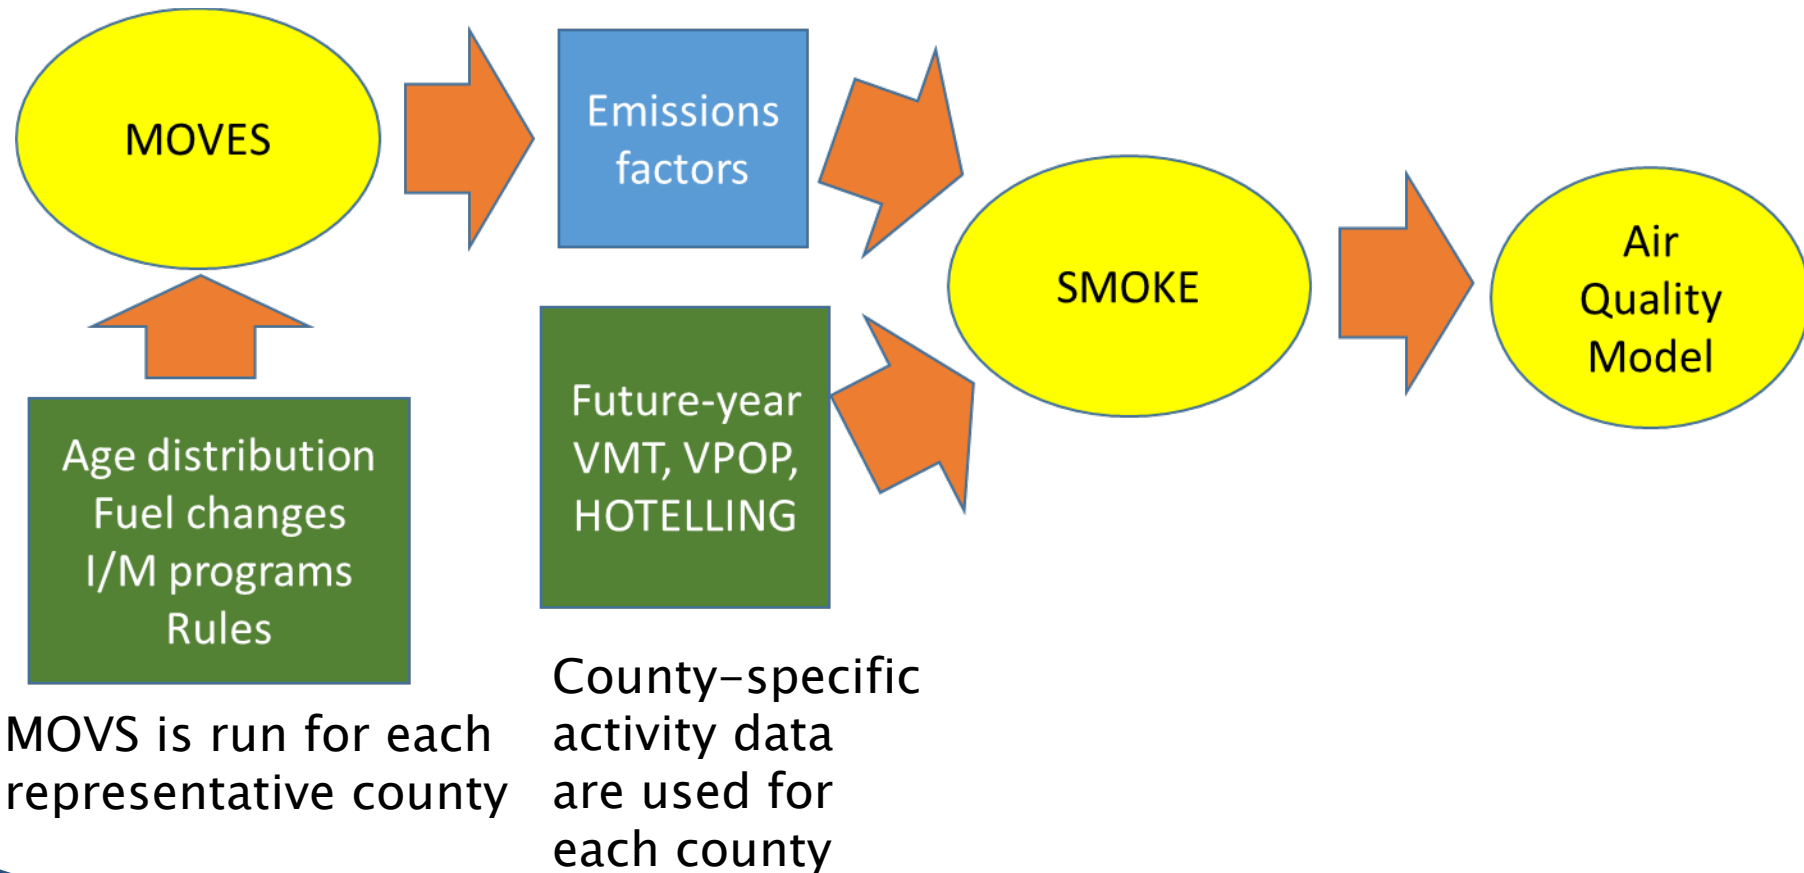 MOVES
Emissions
factors
SMOKE
Air
Quality
Model
Age distribution
Fuel changes
I/M programs
Rules
Future-year
VMT, VPOP,
HOTELLING
MOVS is run for each
representative county
County-specific
activity data
are used for
each county